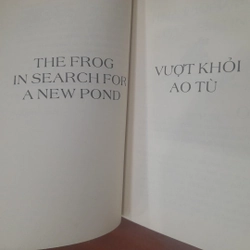 THE FROG
IN SEARCH FOR
A NEW POND
VƯỢT KHỎI
AO TÙ